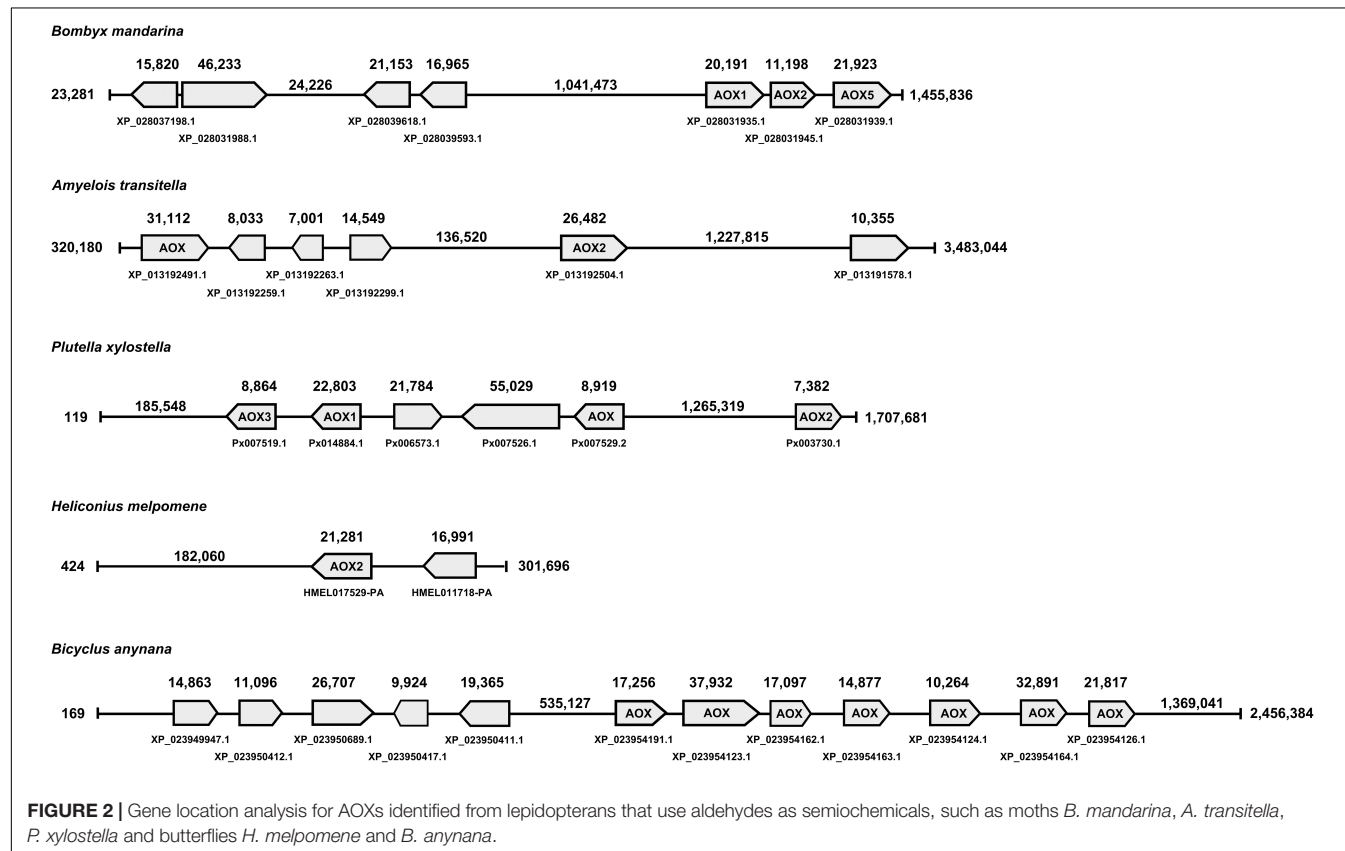 Bombyx mandarina
15,820 46,233 21,153 16,965 20,191 11,198 21,923
24,226 1,041,473
23,281 AOX1 AOX2 AOX5 1,455,836
XP_028037198.1 XP_028039618.1 XP_028031935.1 XP_028031939.1
XP_028031988.1 XP_028039593.1 XP_028031945.1
Amyelois transitella
31,112 8,033 7,001 14,549 26,482 10,355
136,520 1,227,815
320,180 AOX AOX2 3,483,044
XP_013192491.1 XP_013192263.1 XP_013192504.1 XP_013191578.1
XP_013192259.1 XP_013192299.1
Plutella xylostella
8,864 22,803 21,784 55,029 8,919 7,382
185,548 1,265,319
119 AOX3 AOX1 AOX AOX2 1,707,681
Px007519.1 Px014884.1 Px006573.1 Px007526.1 Px007529.2 Px003730.1
Heliconius melpomene
21,281 16,991
182,060
424 AOX2 301,696
HMEL017529-PA HMEL011718-PA
Bicyclus anynana
14,863 11,096 26,707 9,924 19,365 17,256 37,932 17,097 14,877 10,264 32,891 21,817
535,127 1,369,041
169 AOX AOX AOX AOX AOX AOX AOX 2,456,384
XP_023949947.1 XP_023950689.1 XP_023950411.1 XP_023954191.1 XP_023954162.1 XP_023954124.1 XP_023954126.1
XP_023950412.1 XP_023950417.1 XP_023954123.1 XP_023954163.1 XP_023954164.1
FIGURE 2 | Gene location analysis for AOXs identified from lepidopterans that use aldehydes as semiochemicals, such as moths B. mandarina, A. transitella,
P. xylostella and butterflies H. melpomene and B. anynana.